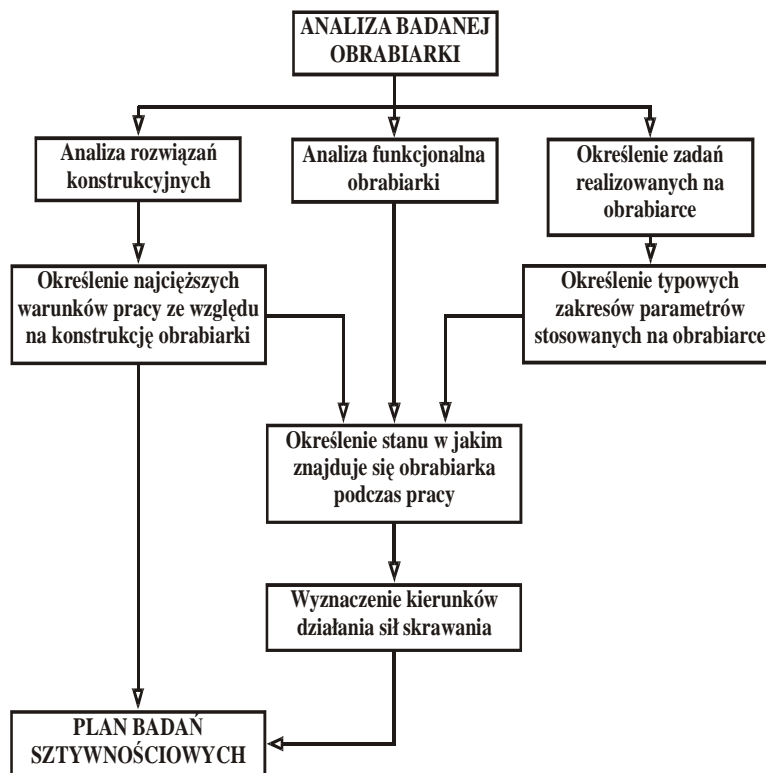 ANALIZA BADANEJ
OBRABIARKI
Analiza rozwiązań
konstrukcyjnych
Analiza funkcjonalna
obrabiarki
Określenie zadań
realizowanych na
obrabiarce
Określenie najcięższych
warunków pracy ze względu
na konstrukcję obrabiarki
Określenie typowych
zakresów parametrów
stosowanych na obrabiarce
Określenie stanu w jakim
znajduje się obrabiarka
podczas pracy
Wyznaczenie kierunków
działania sił skrawania
PLAN BADAŃ
SZTYWNOŚCIOWYCH